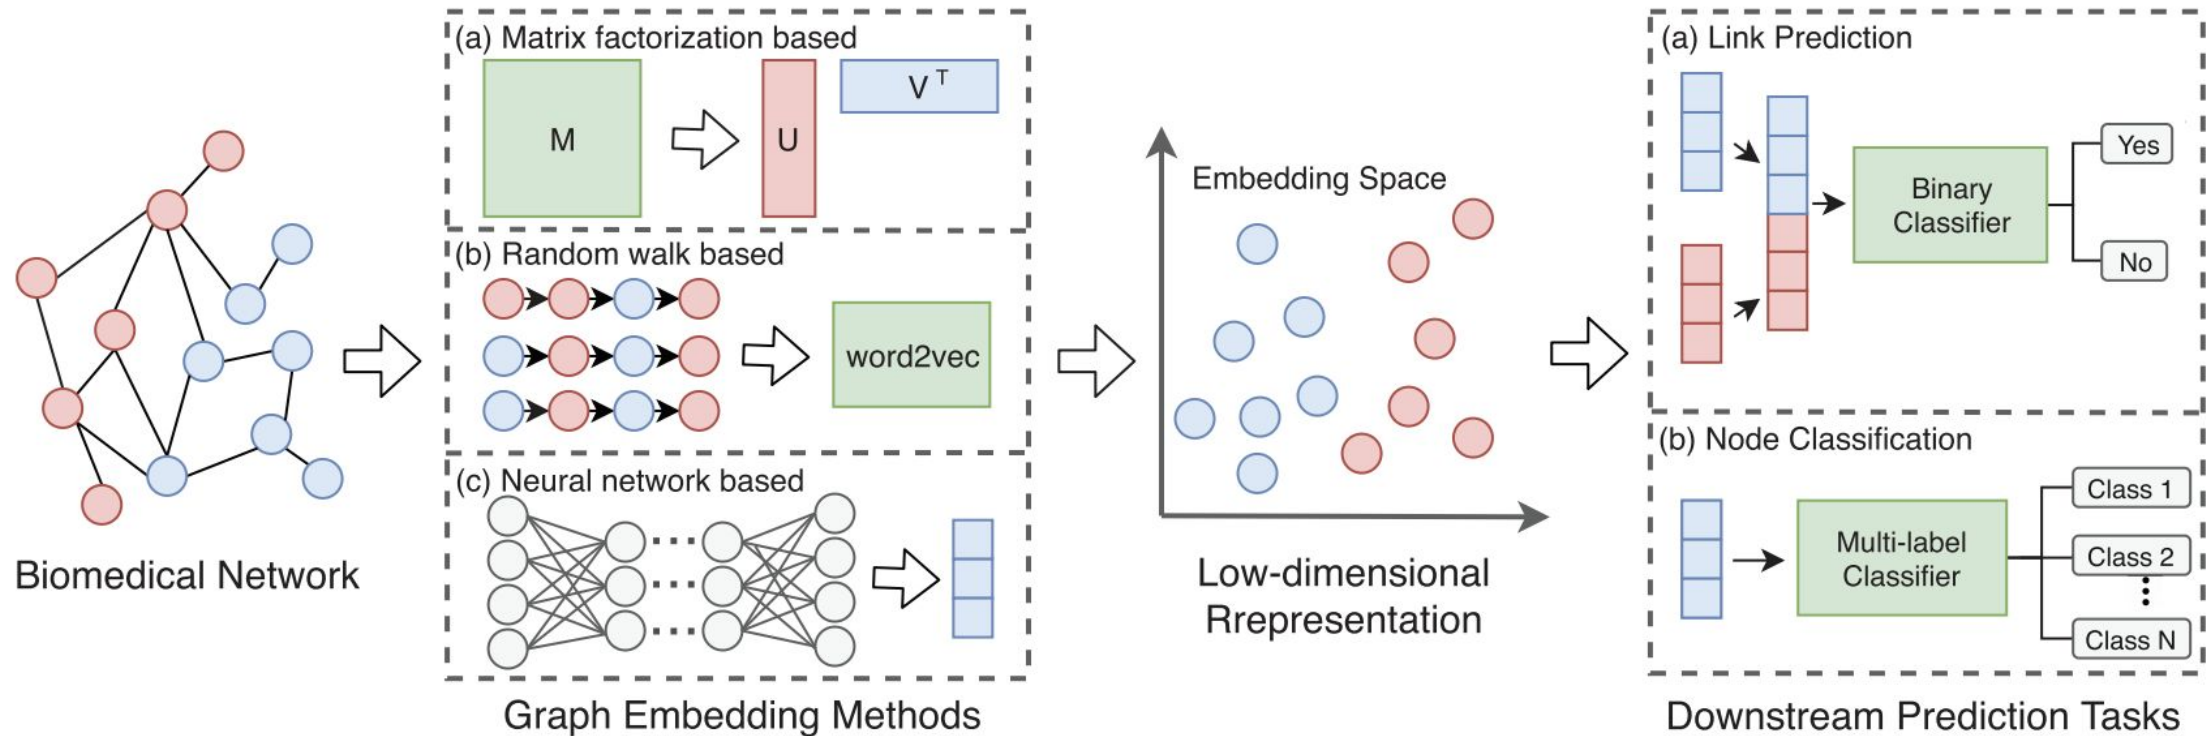 Biomedical Network
(a) Matrix factorization based
M
U
V T
(b) Random walk based
word2vec
(c) Neural network based
Graph Embedding Methods
Embedding Space
Low-dimensional
Rrepresentation
(a) Link Prediction
Binary
Classifier
Yes
No
(b) Node Classification
Multi-label
Classifier
Class 1
Class 2
Class N
Downstream Prediction Tasks